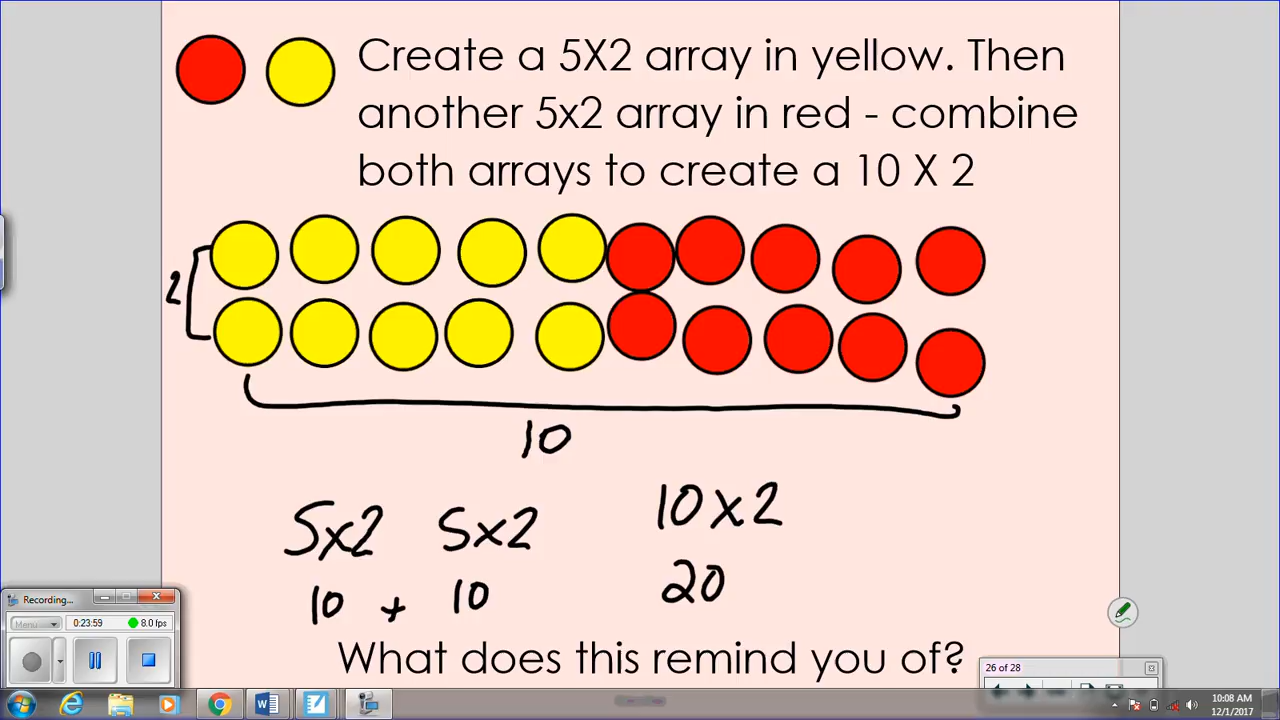 Create a 5X2 array in yellow. Then
another 5x2 array in red - combine
both arrays to create a 10 X 2
2
10
5x2 5x2 10x2
10 + 10 20
What does this remind you of?
Recording...
Menu 0:23:59 8.0 fps
26 of 28
10:08 AM
12/1/2017